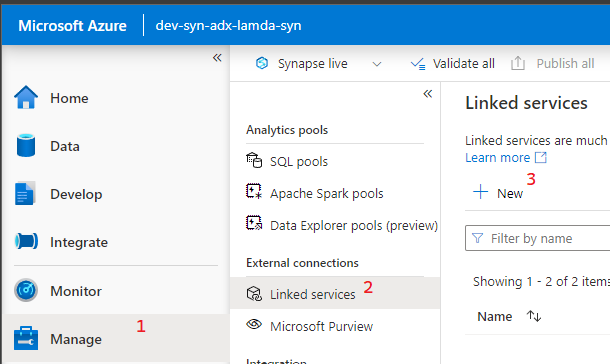 Microsoft Azure dev-syn-adx-lamda-syn
«
Home
Data
Develop
Integrate
Monitor
Manage 1
Synapse live Validate all Publish all
«
Analytics pools
SQL pools
Apache Spark pools
Data Explorer pools (preview)
External connections
Linked services 2
Microsoft Purview
Linked services
Linked services are much
Learn more
3
New
Filter by name
Showing 1 - 2 of 2 items
Name